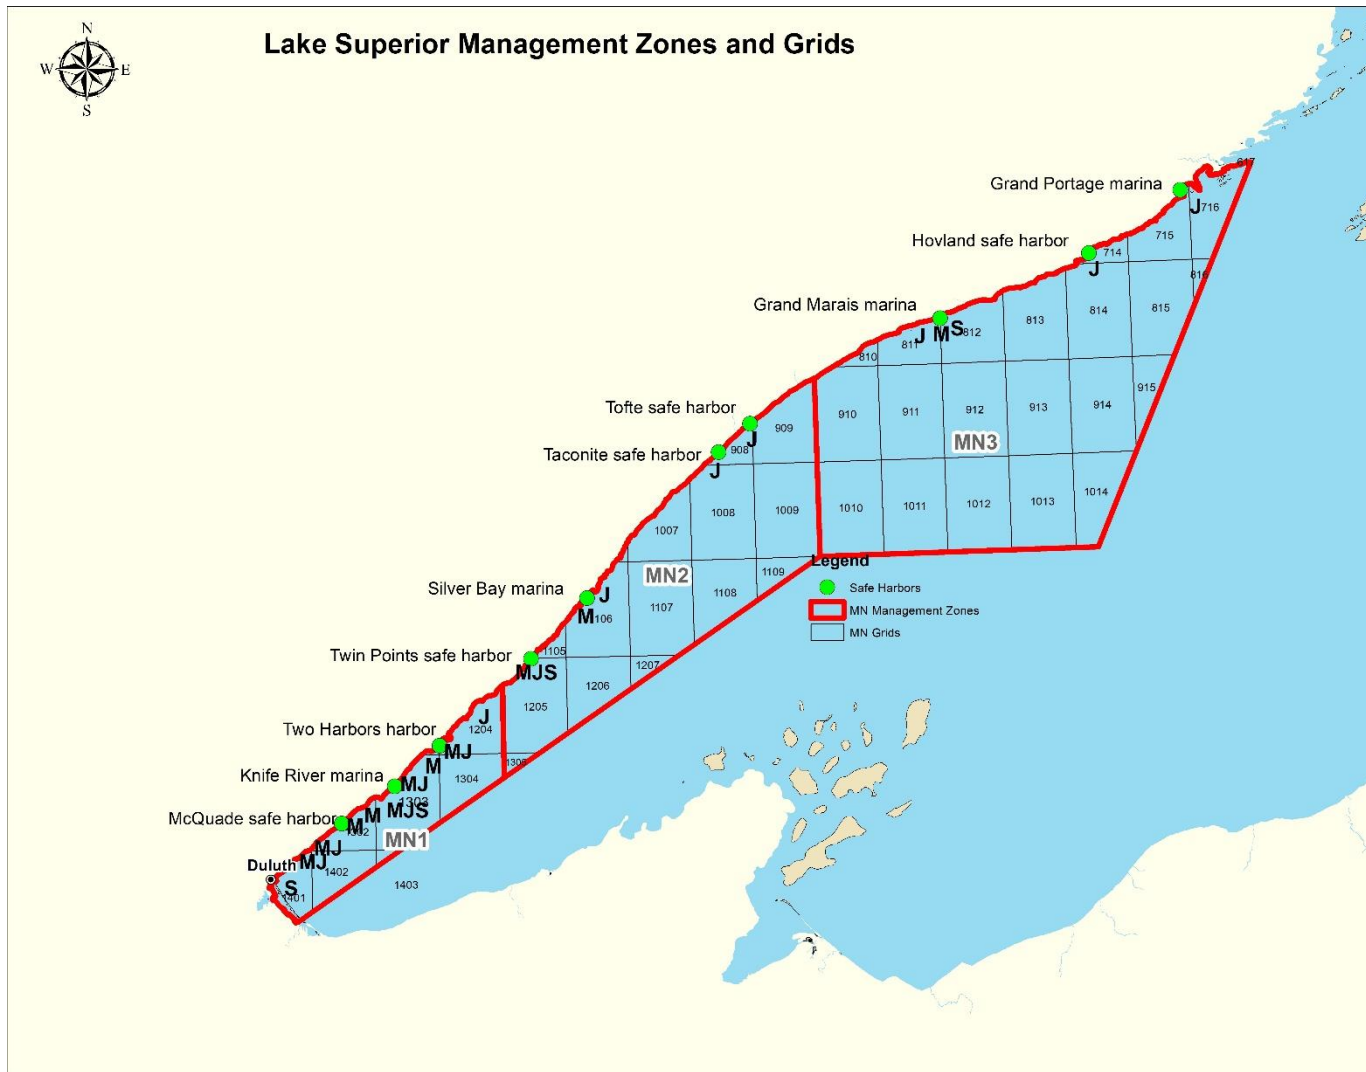 Lake Superior Management Zones and Grids
N
W E
S
617
Grand Portage marina
J 716
715
Hovland safe harbor
714
J
816
Grand Marais marina
815
814
813
J M S 812
811
810
915
Tofte safe harbor
914
913
912
911
910
909
J
MN3
Taconite safe harbor
908
J
1014
1013
1012
1011
1010
1009
1008
1007
Legend
Safe Harbors
MN Management Zones
MN Grids
MN2
1109
1108
1107
Silver Bay marina
J
M 106
Twin Points safe harbor
1105
MJS
1207
1206
1205
J
1204
Two Harbors harbor
MJ
M
1305
1304
Knife River marina
MJ
1303
MJS
M
McQuade safe harbor
M
1302
MN1
MJ
MJ
Duluth
1402
1403
S
1401